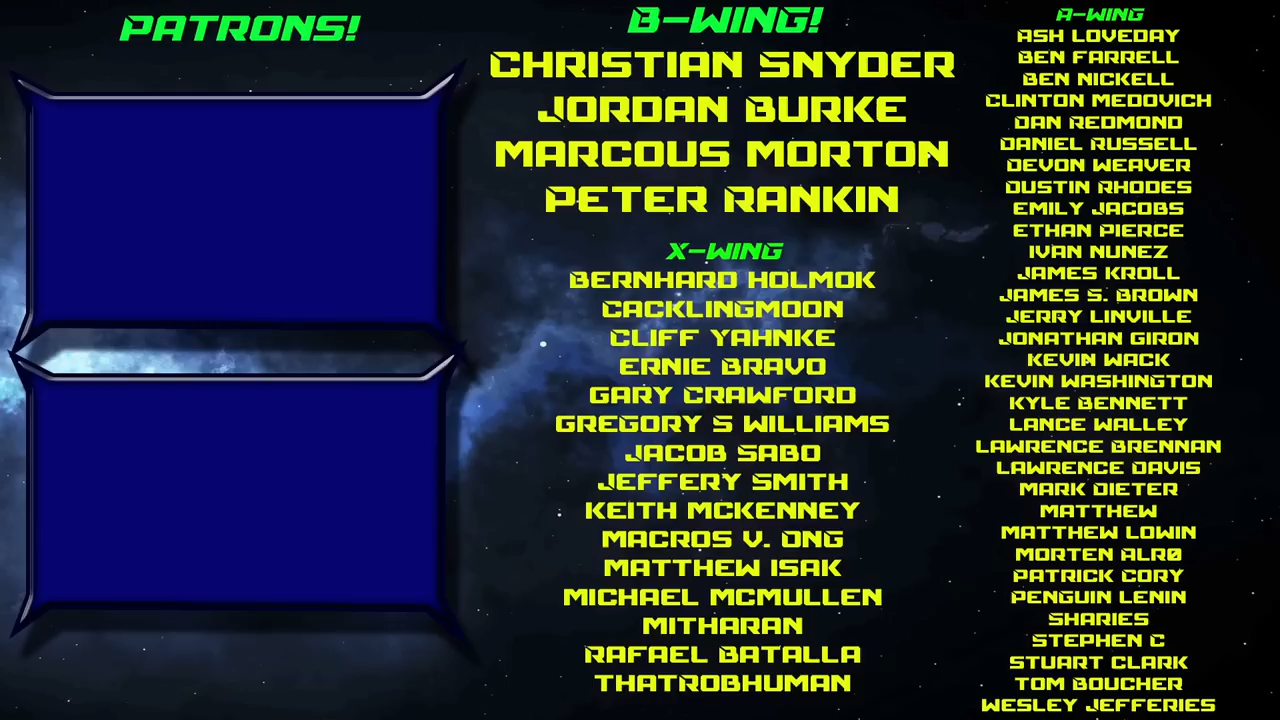 PATRONS!
B-WING!
CHRISTIAN SNYDER
JORDAN BURKE
MARCOUS MORTON
PETER RANKIN
X-WING
BERNHARD HOLMOK
CACKLINGMOON
CLIFF YAHNKE
ERNIE BRAVO
GARY CRAWFORD
GREGORY S WILLIAMS
JACOB SABO
JEFFERY SMITH
KEITH MCKENNEY
MACROS V. ONG
MATTHEW ISAK
MICHAEL MCMULLEN
MITHARAN
RAFAEL BATALLA
THATROBHUMAN
A-WING
ASH LOVEDAY
BEN FARRELL
BEN NICKELL
CLINTON MEDOVICH
DAN REDMOND
DANIEL RUSSELL
DEVON WEAVER
DUSTIN RHODES
EMILY JACOBS
ETHAN PIERCE
IVAN NUNEZ
JAMES KROLL
JAMES S. BROWN
JERRY LINVILLE
JONATHAN GIRON
KEVIN WACK
KEVIN WASHINGTON
KYLE BENNETT
LANCE WALLEY
LAWRENCE BRENNAN
LAWRENCE DAVIS
MARK DIETER
MATTHEW
MATTHEW LOWIN
MORTEN ALRØ
PATRICK CORY
PENGUIN LENIN
SHARIES
STEPHEN C
STUART CLARK
TOM BOUCHER
WESLEY JEFFERIES